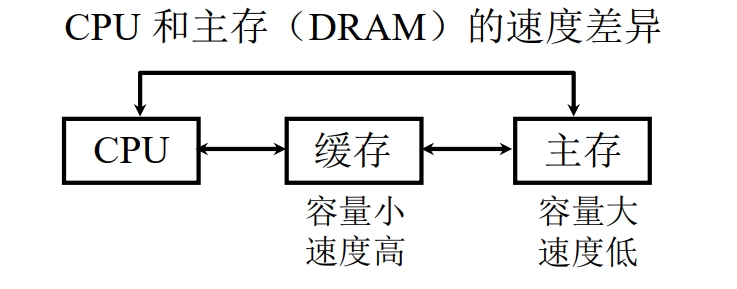 CPU 和主存（DRAM）的速度差异
CPU
缓存
主存
容量小
速度高
容量大
速度低